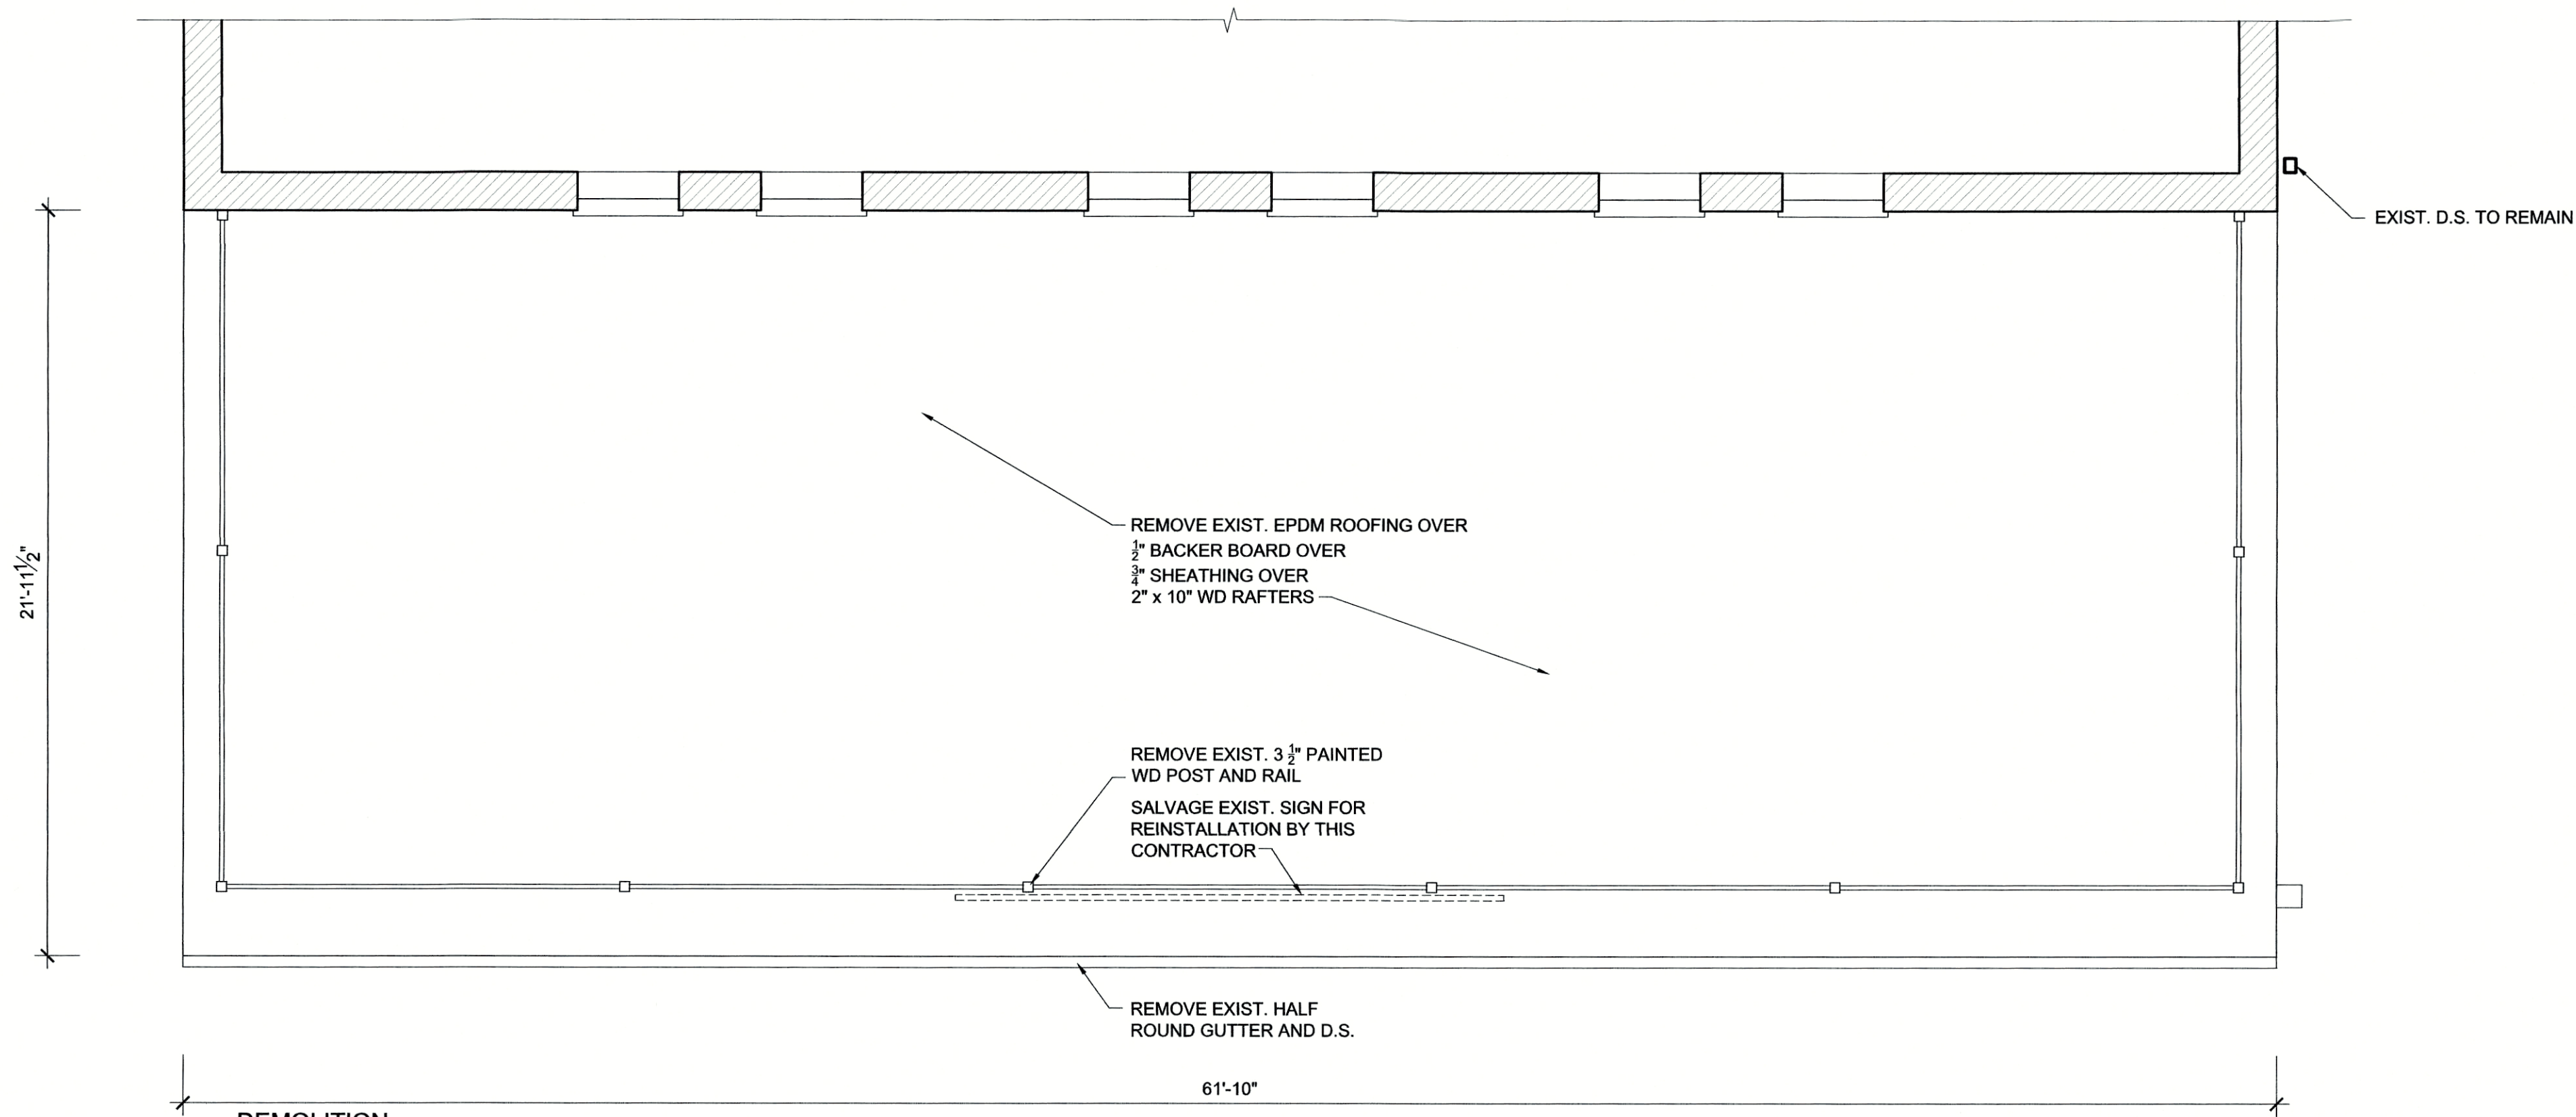 EXIST. D.S. TO REMAIN
21'-11½"
REMOVE EXIST. EPDM ROOFING OVER
½" BACKER BOARD OVER
¾" SHEATHING OVER
2" x 10" WD RAFTERS
REMOVE EXIST. 3 ½" PAINTED
WD POST AND RAIL
SALVAGE EXIST. SIGN FOR
REINSTALLATION BY THIS
CONTRACTOR
REMOVE EXIST. HALF
ROUND GUTTER AND D.S.
61'-10"
DEMOLITION